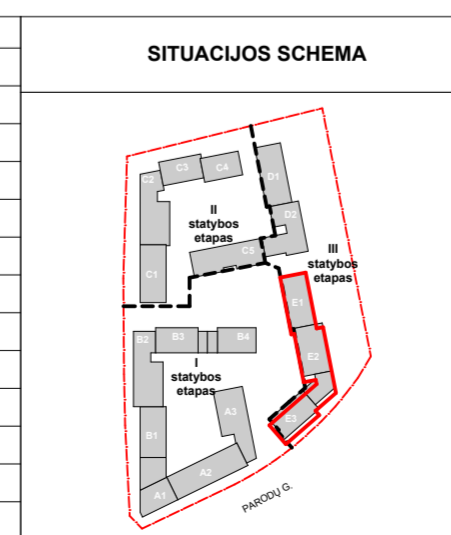 SITUACIJOS SCHEMA
C2
C3
C4
D1
D2
II
statybos
etapas
C5
C1
III
statybos
etapas
E1
B2
B3
B4
E2
I
statybos
etapas
A3
E3
B1
A2
A1
PARODŲ G.